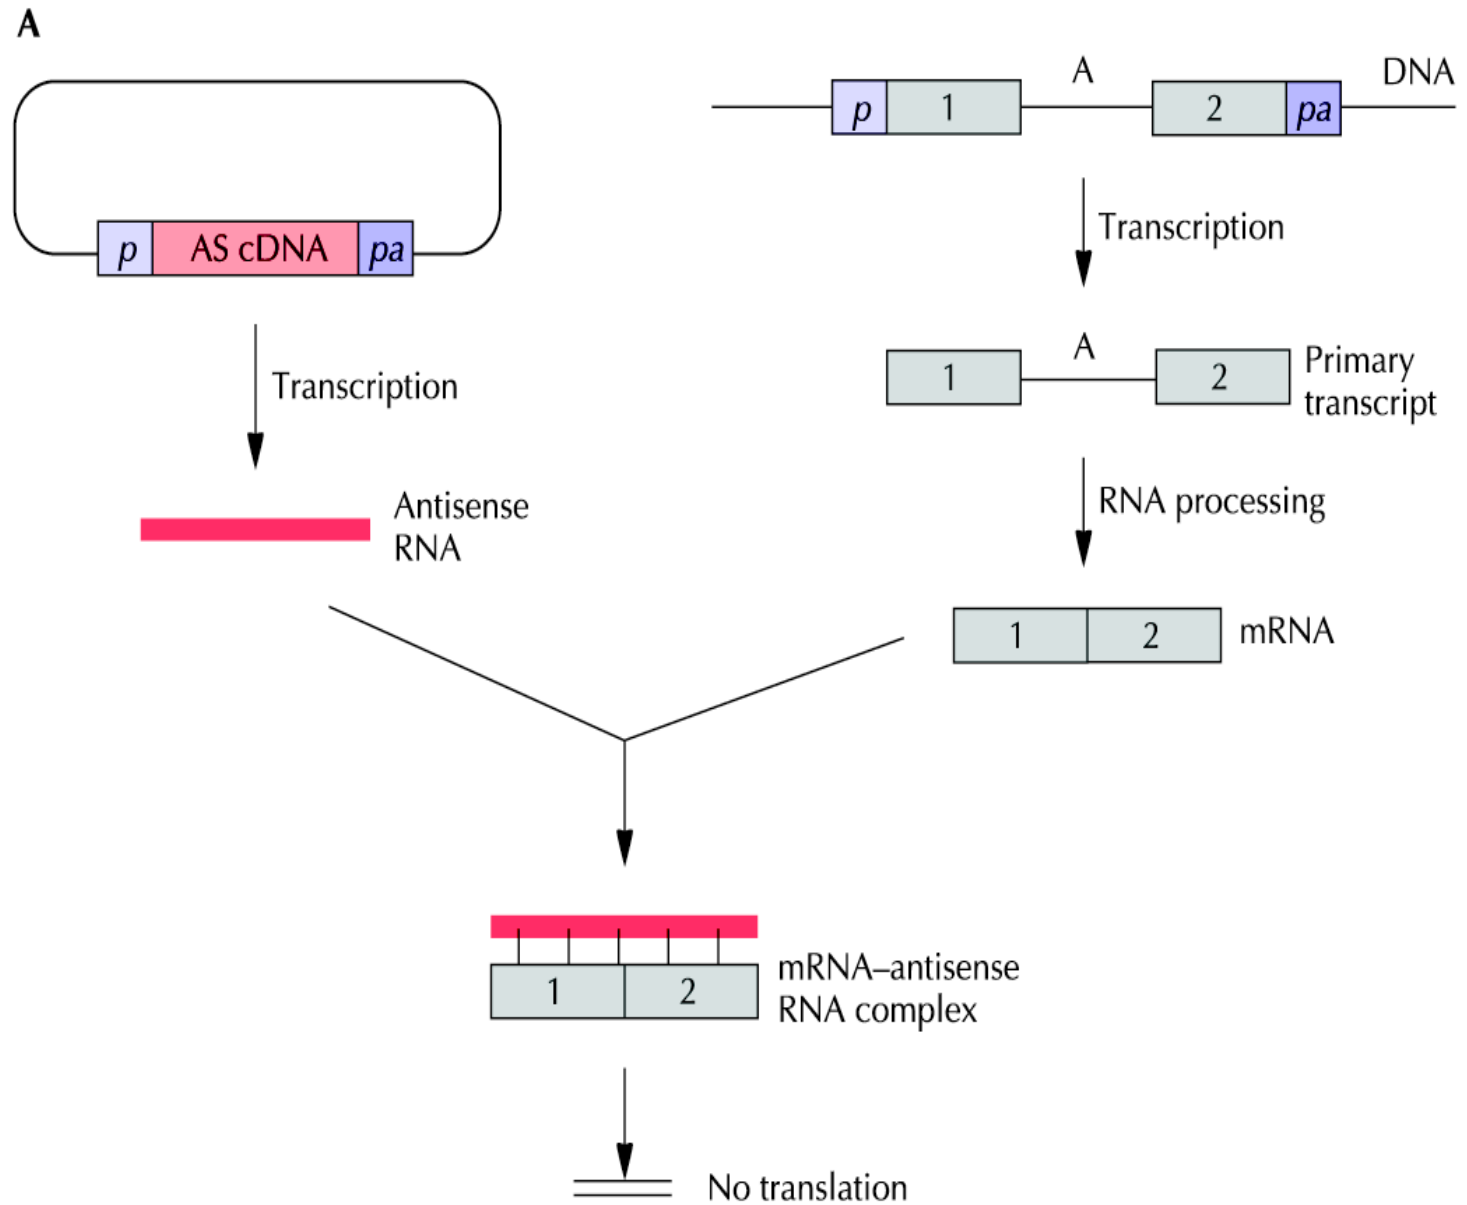 A
p AS cDNA pa
Transcription
Antisense
RNA
A
DNA
p 1 2 pa
Transcription
A
1 2
Primary
transcript
RNA processing
1 2
mRNA
1 2
mRNA–antisense
RNA complex
No translation